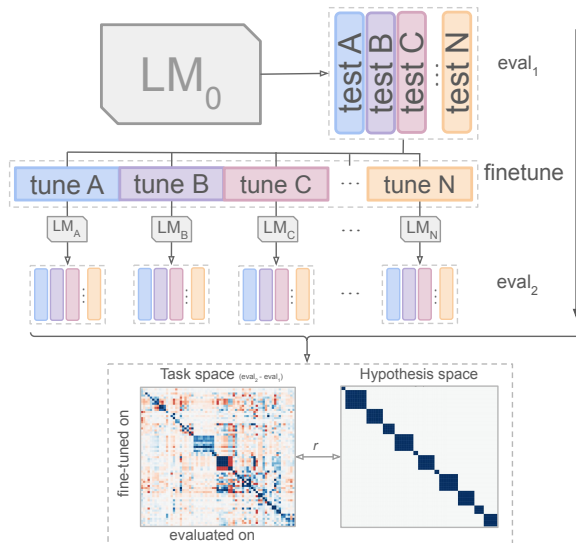 LM0
test A
test B
test C
...
test N
eval1
tune A
tune B
tune C
...
tune N
finetune
LMA
LMB
LMC
...
LMN
...
...
...
...
...
eval2
Task space (eval2 - eval1)
Hypothesis space
fine-tuned on
r
evaluated on